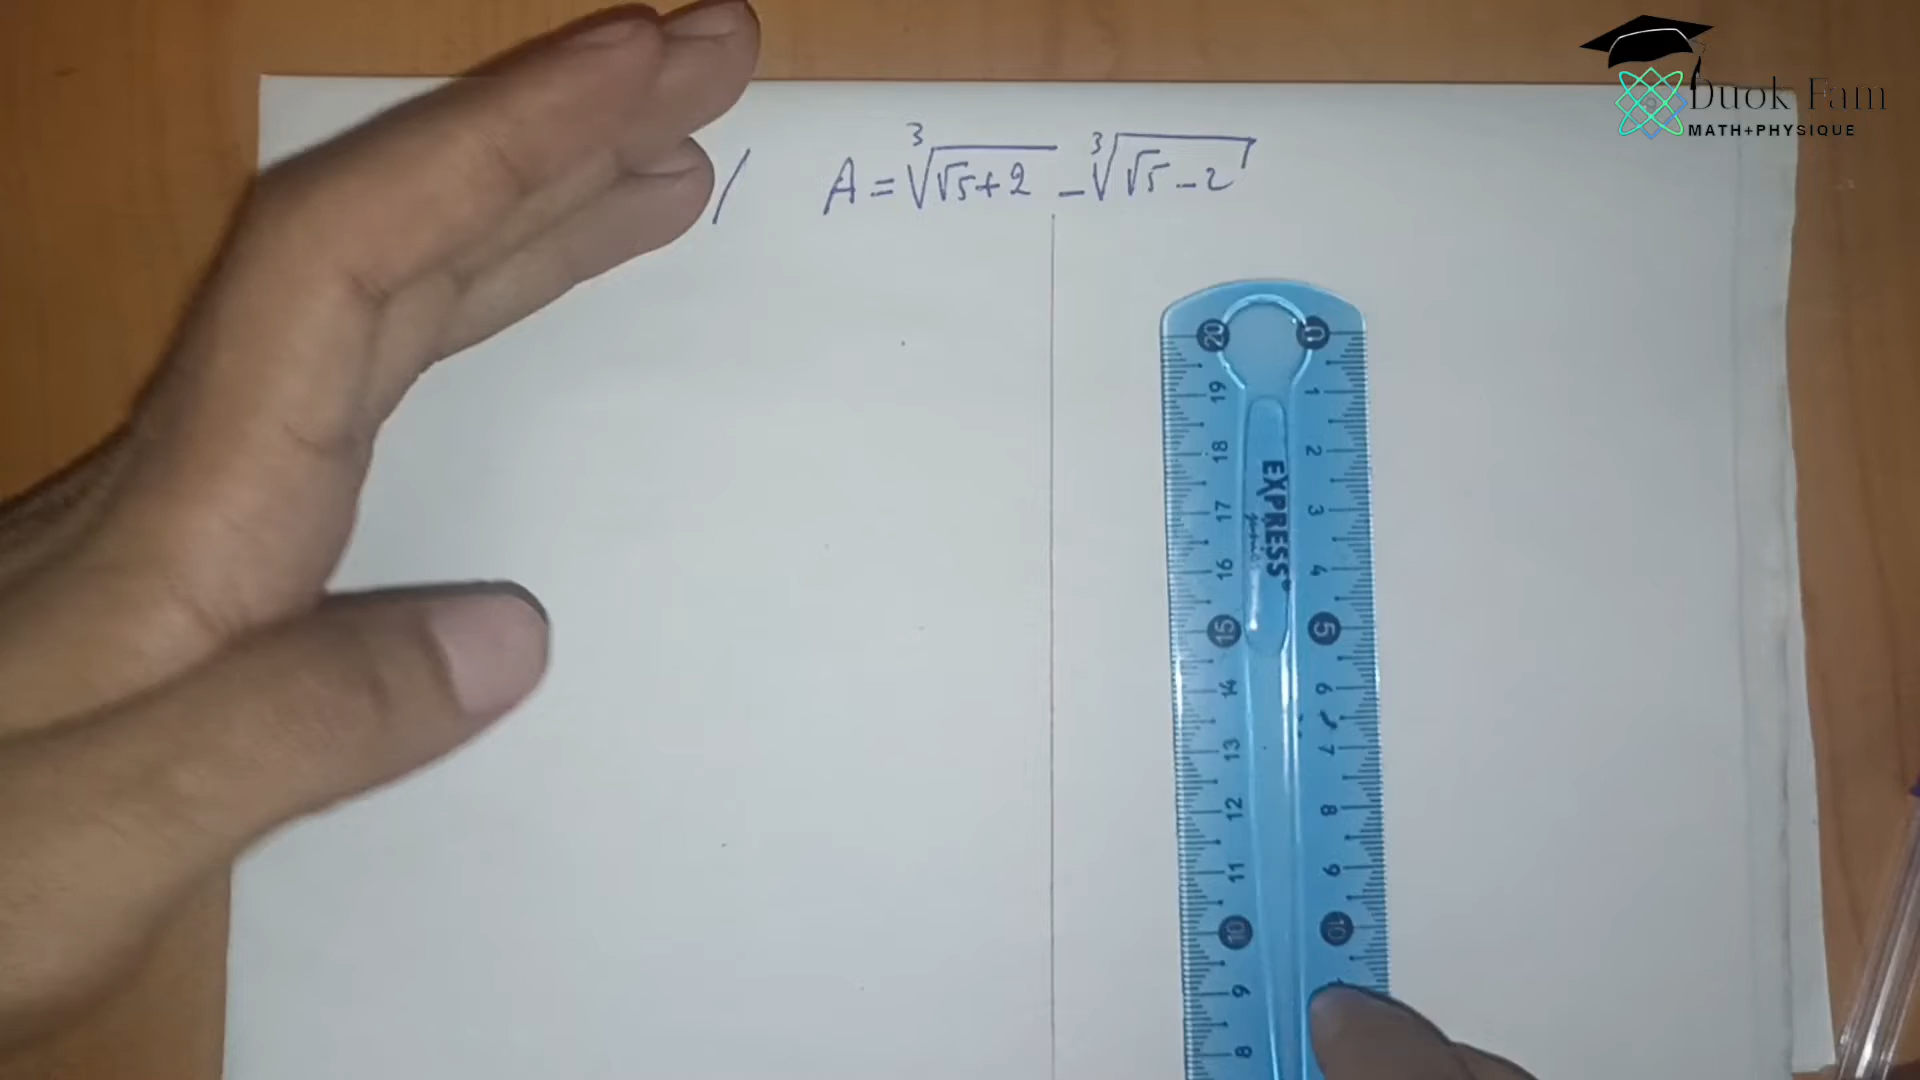 Duok Fam
MATH+PHYSIQUE
/ A = ∛(√5+2) - ∛(√5-2)
20 0
19 1
18 2
EXPRESS®
17 3
junior
16 4
15 5
14 6
13 7
12 8
11 9
10 10
9
8